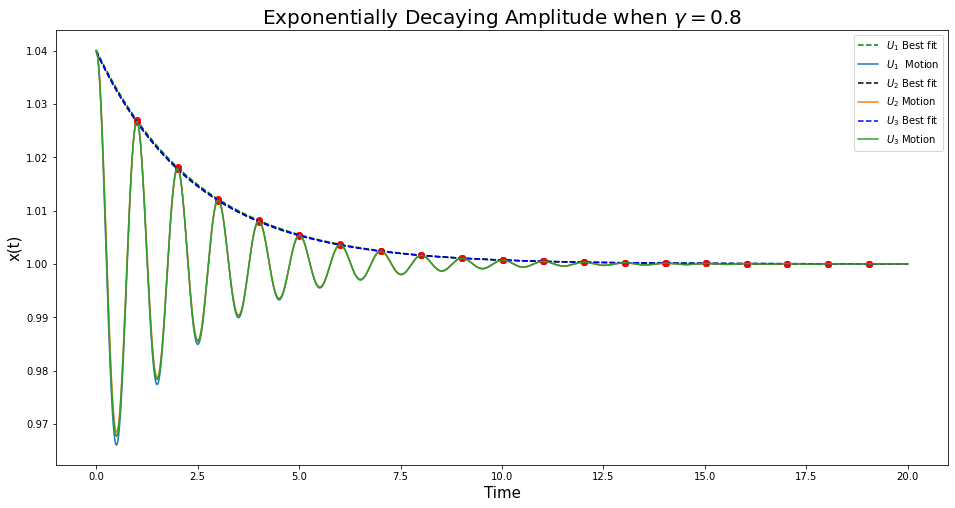 Exponentially Decaying Amplitude when γ = 0.8
1.04
1.03
1.02
1.01
1.00
0.99
0.98
0.97
x(t)
U₁ Best fit
U₁ Motion
U₂ Best fit
U₂ Motion
U₃ Best fit
U₃ Motion
0.0 2.5 5.0 7.5 10.0 12.5 15.0 17.5 20.0
Time